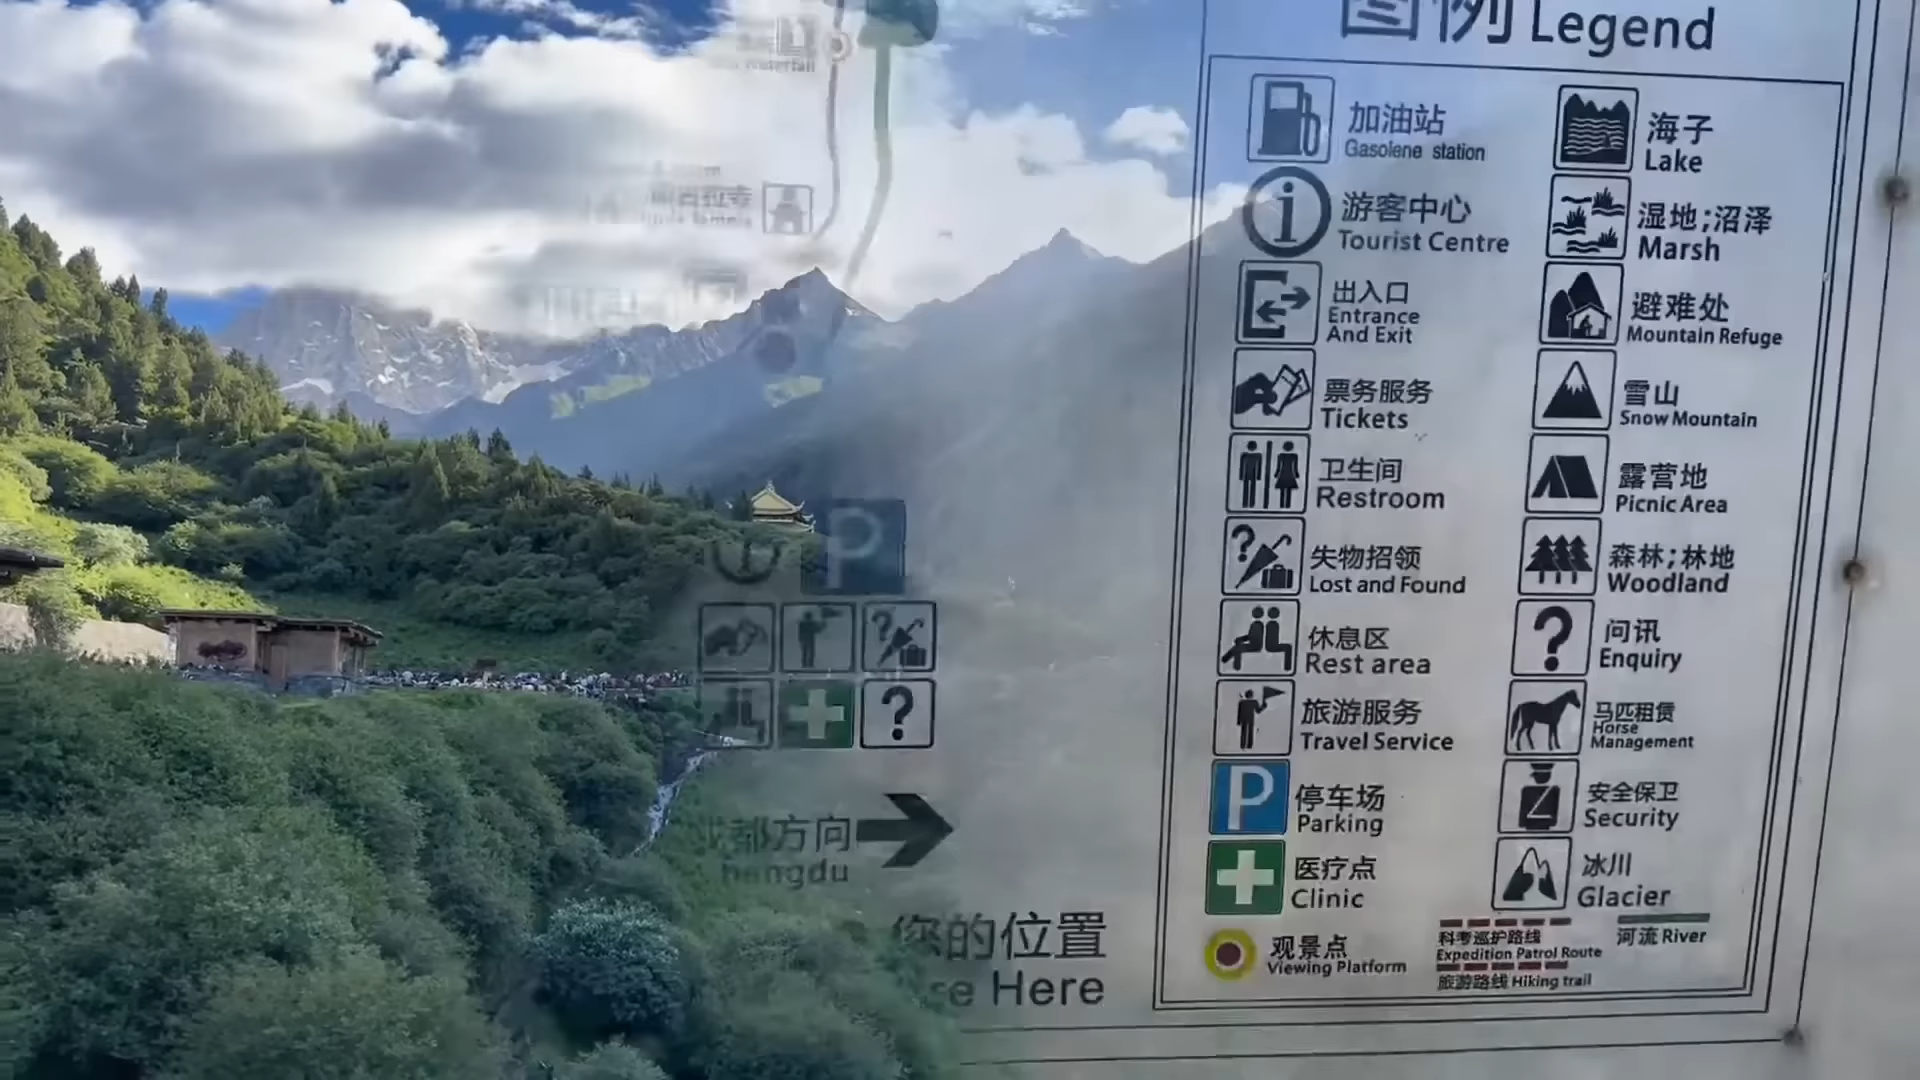 图例 Legend
加油站
Gasolene station
游客中心
Tourist Centre
出入口
Entrance
And Exit
票务服务
Tickets
卫生间
Restroom
失物招领
Lost and Found
休息区
Rest area
旅游服务
Travel Service
P
停车场
Parking
医疗点
Clinic
观景点
Viewing Platform
海子
Lake
湿地;沼泽
Marsh
避难处
Mountain Refuge
雪山
Snow Mountain
露营地
Picnic Area
森林;林地
Woodland
?
问讯
Enquiry
马匹租赁
Horse
Management
安全保卫
Security
冰川
Glacier
科考巡护路线
Expedition Patrol Route
旅游路线 Hiking trail
河流 River
P
?
都方向
hengdu
您的位置
Here